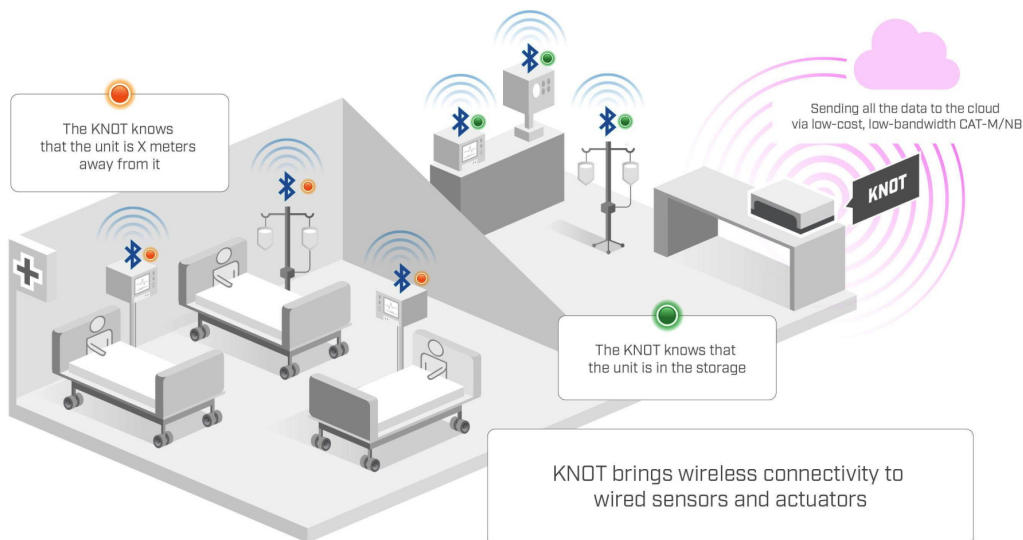 The KNOT knows
that the unit is X meters
away from it
Sending all the data to the cloud
via low-cost, low-bandwidth CAT-M/NB
KNOT
The KNOT knows that
the unit is in the storage
KNOT brings wireless connectivity to
wired sensors and actuators